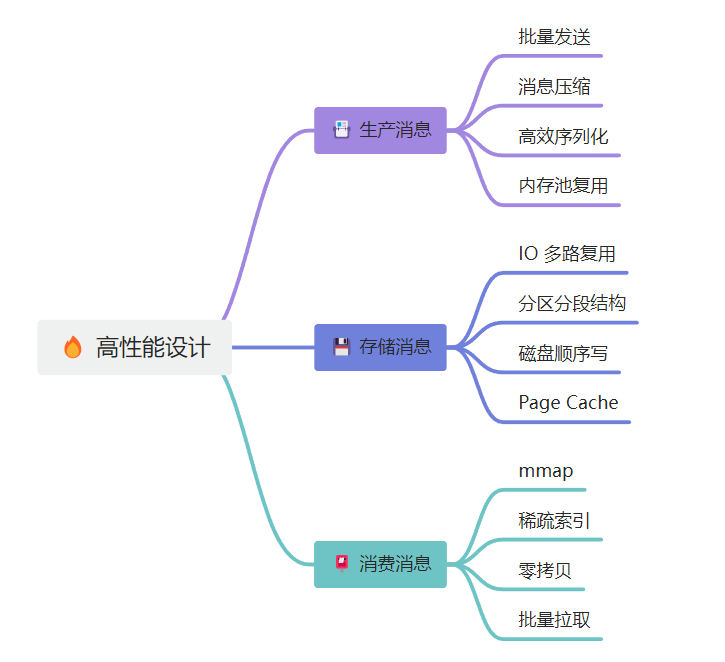 高性能设计
生产消息
批量发送
消息压缩
高效序列化
内存池复用
存储消息
IO 多路复用
分区分段结构
磁盘顺序写
Page Cache
消费消息
mmap
稀疏索引
零拷贝
批量拉取